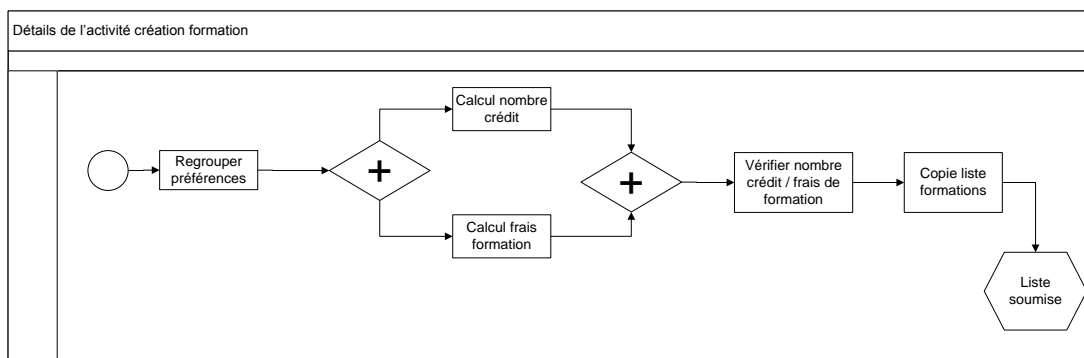 Détails de l'activité création formation
Calcul nombre
crédit
Regrouper
préférences
+
+
Vérifier nombre
crédit / frais de
formation
Copie liste
formations
Calcul frais
formation
Liste
soumise